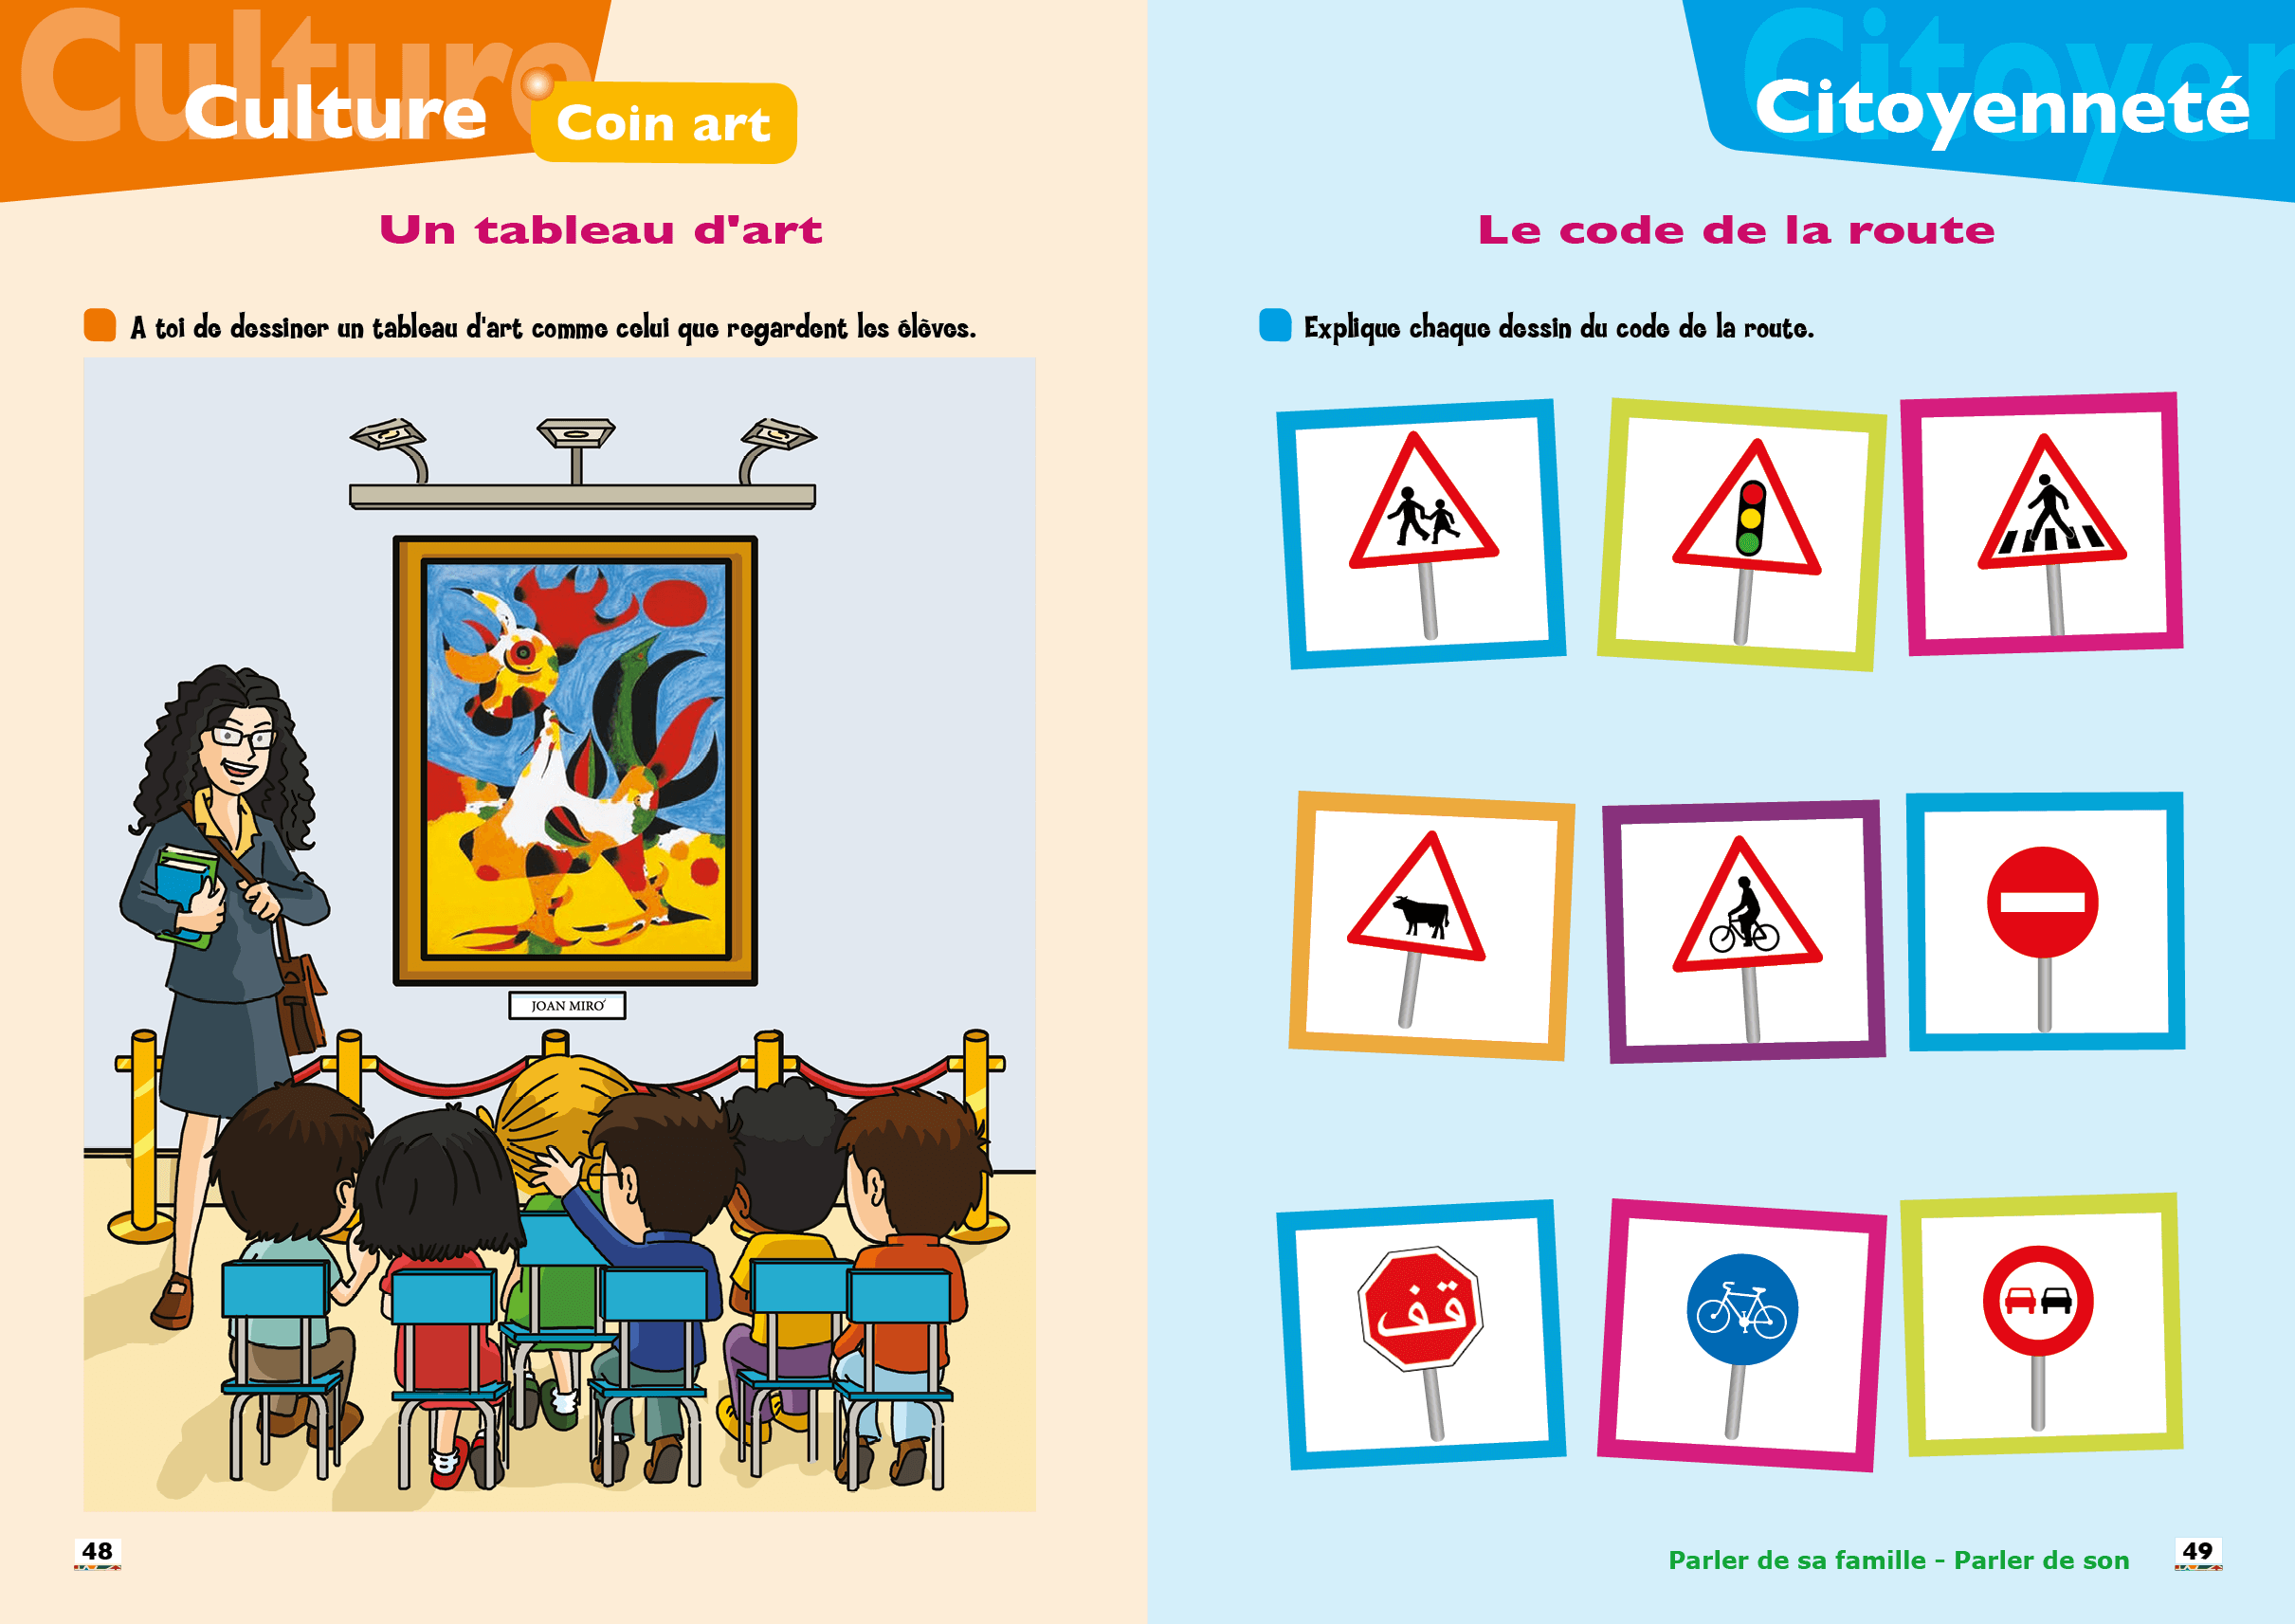 Culture
Culture
Coin art
Un tableau d'art
A toi de dessiner un tableau d'art comme celui que regardent les élèves.
JOAN MIRÓ
48
Citoyen
Citoyenneté
Le code de la route
Explique chaque dessin du code de la route.
قف
Parler de sa famille - Parler de son
49